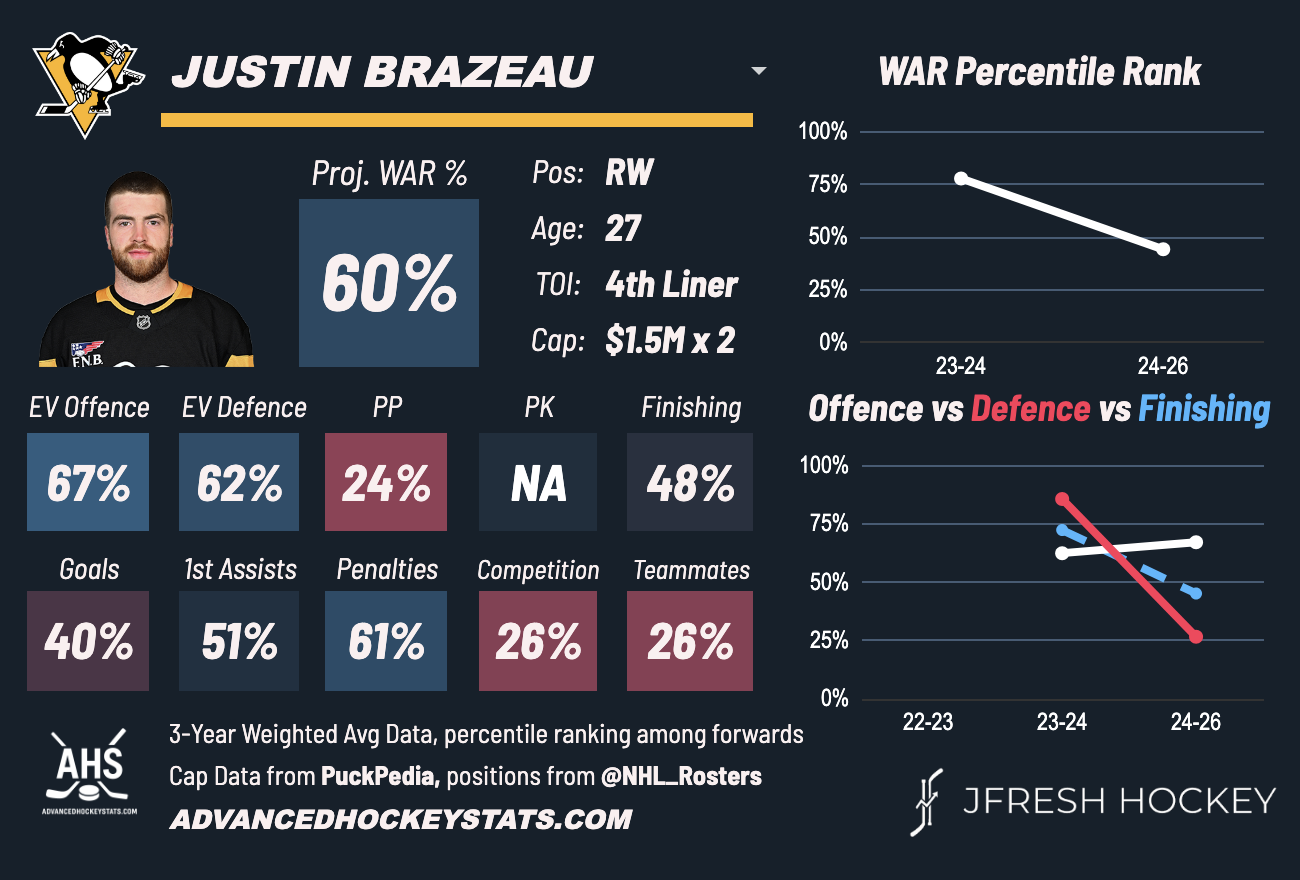 JUSTIN BRAZEAU
WAR Percentile Rank
Proj. WAR %
60%
Pos: RW
Age: 27
TOI: 4th Liner
Cap: $1.5M x 2
F.N.B.
100%
75%
50%
25%
0%
23-24
24-26
EV Offence
EV Defence
PP
PK
Finishing
67%
62%
24%
NA
48%
Goals
1st Assists
Penalties
Competition
Teammates
40%
51%
61%
26%
26%
Offence vs Defence vs Finishing
100%
75%
50%
25%
0%
22-23
23-24
24-26
AHS
ADVANCEDHOCKEYSTATS.COM
3-Year Weighted Avg Data, percentile ranking among forwards
Cap Data from PuckPedia, positions from @NHL_Rosters
ADVANCEDHOCKEYSTATS.COM
JFRESH HOCKEY